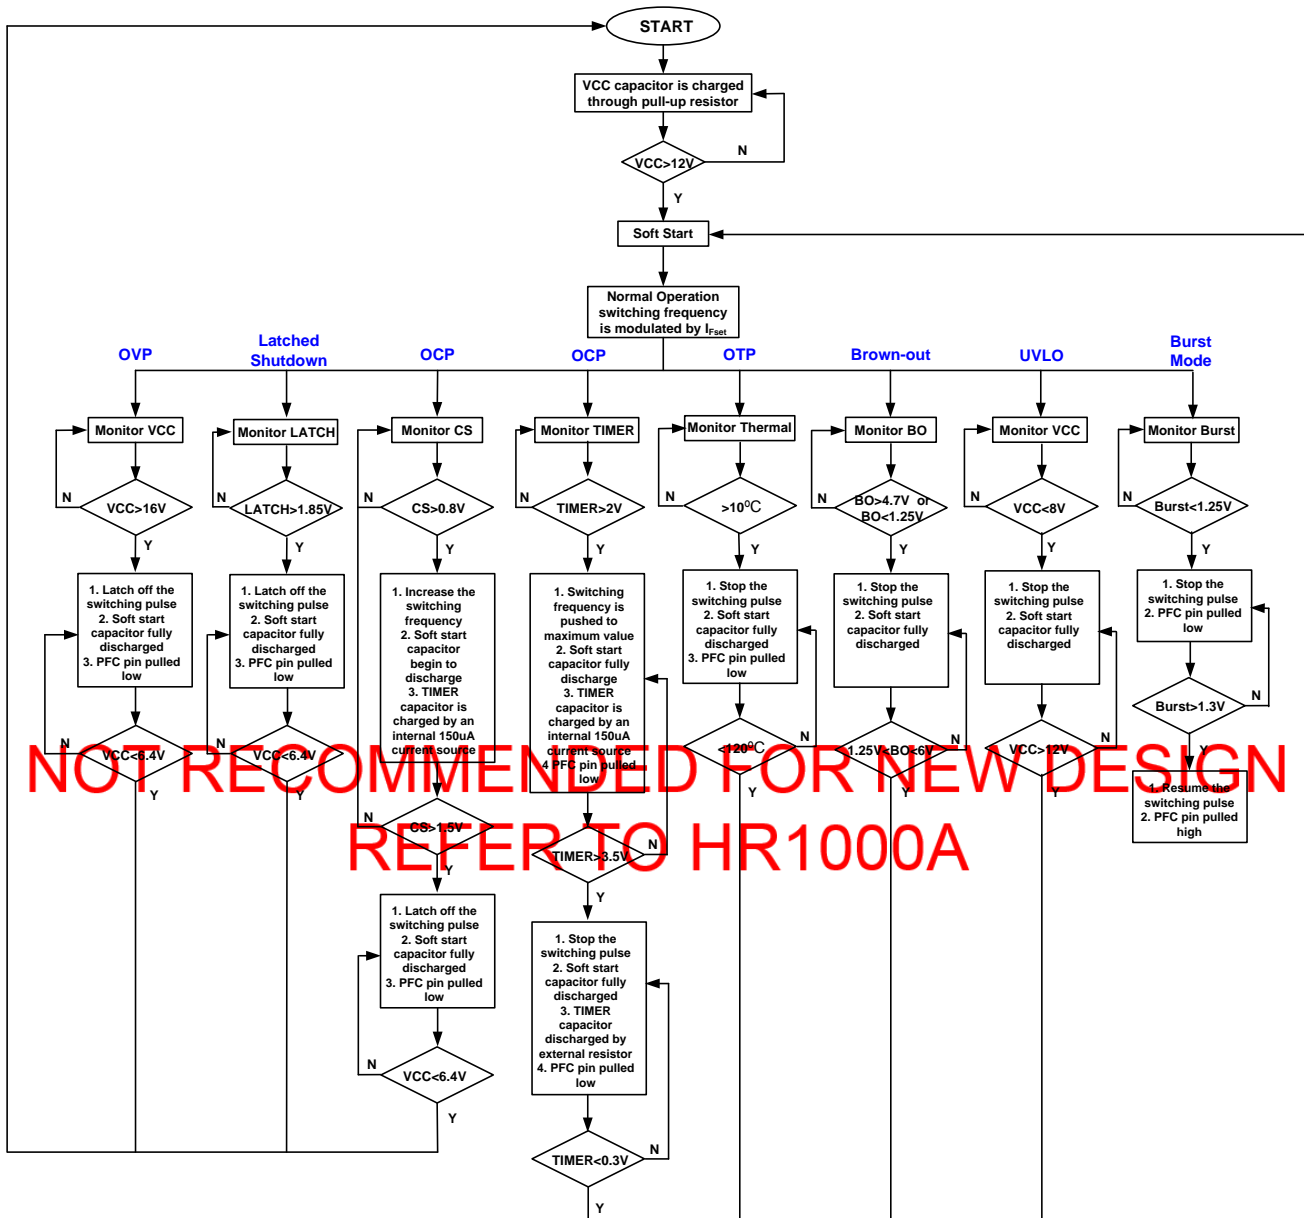 START
VCC capacitor is charged
through pull-up resistor
VCC>12V
N
Y
Soft Start
Normal Operation
switching frequency
is modulated by IFset
OVP
Monitor VCC
N
VCC>16V
Y
1. Latch off the
switching pulse
2. Soft start
capacitor fully
discharged
3. PFC pin pulled
low
N
VCC<6.4V
Y
Latched
Shutdown
Monitor LATCH
N
LATCH>1.85V
Y
1. Latch off the
switching pulse
2. Soft start
capacitor fully
discharged
3. PFC pin pulled
low
N
VCC<6.4V
Y
OCP
Monitor CS
N
CS>0.8V
Y
1. Increase the
switching
frequency
2. Soft start
capacitor
begin to
discharge
3. TIMER
capacitor is
charged by an
internal 150uA
current source
N
CS>1.5V
Y
1. Latch off the
switching pulse
2. Soft start
capacitor fully
discharged
3. PFC pin pulled
low
N
VCC<6.4V
Y
OCP
Monitor TIMER
N
TIMER>2V
Y
1. Switching
frequency is
pushed to
maximum value
2. Soft start
capacitor fully
discharge
3. TIMER
capacitor is
charged by an
internal 150uA
current source
4 PFC pin pulled
low
N
TIMER>3.5V
Y
1. Stop the
switching pulse
2. Soft start
capacitor fully
discharged
3. TIMER
capacitor
discharged by
external resistor
4. PFC pin pulled
low
N
TIMER<0.3V
Y
OTP
Monitor Thermal
N
>10⁰C
Y
1. Stop the
switching pulse
2. Soft start
capacitor fully
discharged
3. PFC pin pulled
low
<120⁰C
N
Y
Brown-out
Monitor BO
N
BO>4.7V or
BO<1.25V
Y
1. Stop the
switching pulse
2. Soft start
capacitor fully
discharged
N
1.25V<BO<6V
Y
UVLO
Monitor VCC
N
VCC<8V
Y
1. Stop the
switching pulse
2. Soft start
capacitor fully
discharged
N
VCC>12V
Y
Burst
Mode
Monitor Burst
N
Burst<1.25V
Y
1. Stop the
switching pulse
2. PFC pin pulled
low
Burst>1.3V
N
Y
1. Resume the
switching pulse
2. PFC pin pulled
high
NOT RECOMMENDED FOR NEW DESIGN
REFER TO HR1000A